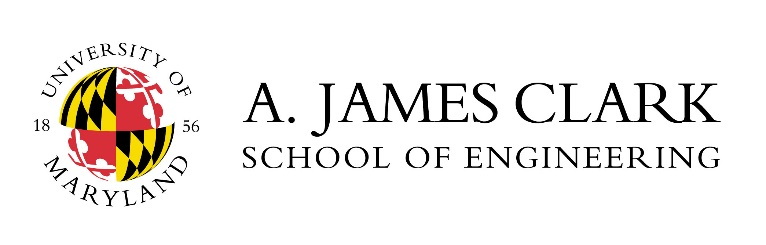 UNIVERSITY OF
18 56
MARYLAND
A. JAMES CLARK
SCHOOL OF ENGINEERING